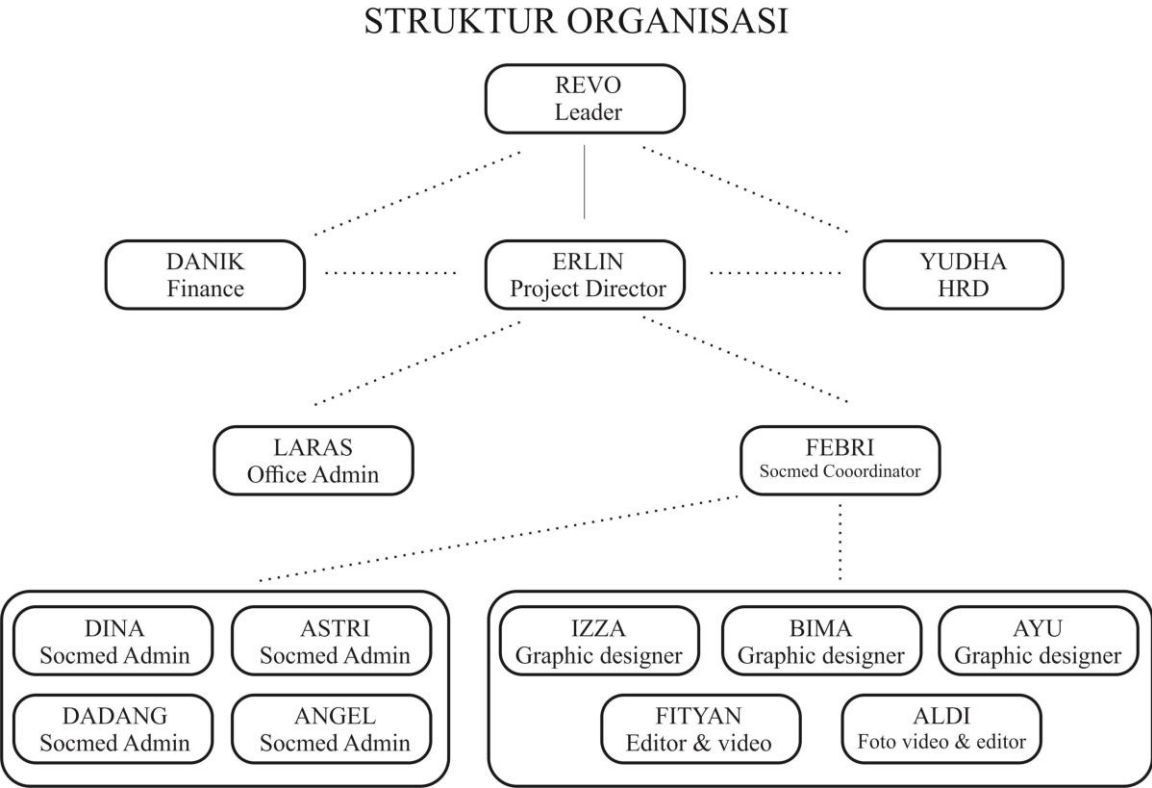 STRUKTUR ORGANISASI
REVO
Leader
DANIK
Finance
ERLIN
Project Director
YUDHA
HRD
LARAS
Office Admin
FEBRI
Socmed Cooordinator
DINA
Socmed Admin
ASTRI
Socmed Admin
DADANG
Socmed Admin
ANGEL
Socmed Admin
IZZA
Graphic designer
BIMA
Graphic designer
AYU
Graphic designer
FITYAN
Editor & video
ALDI
Foto video & editor